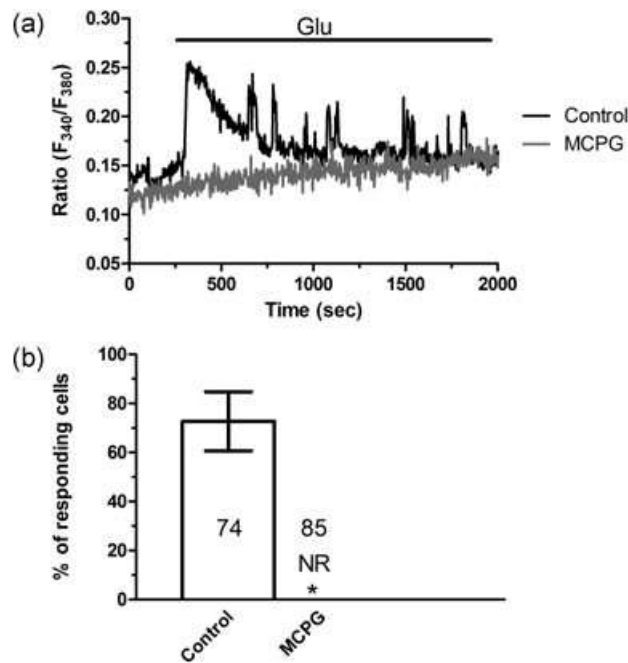 (a)
Glu
0.30
0.25
0.20
0.15
0.10
0.05
Ratio (F340/F380)
0 500 1000 1500 2000
Time (sec)
Control
MCPG
(b)
100
80
60
40
20
0
% of responding cells
74 85
NR
*
Control MCPG